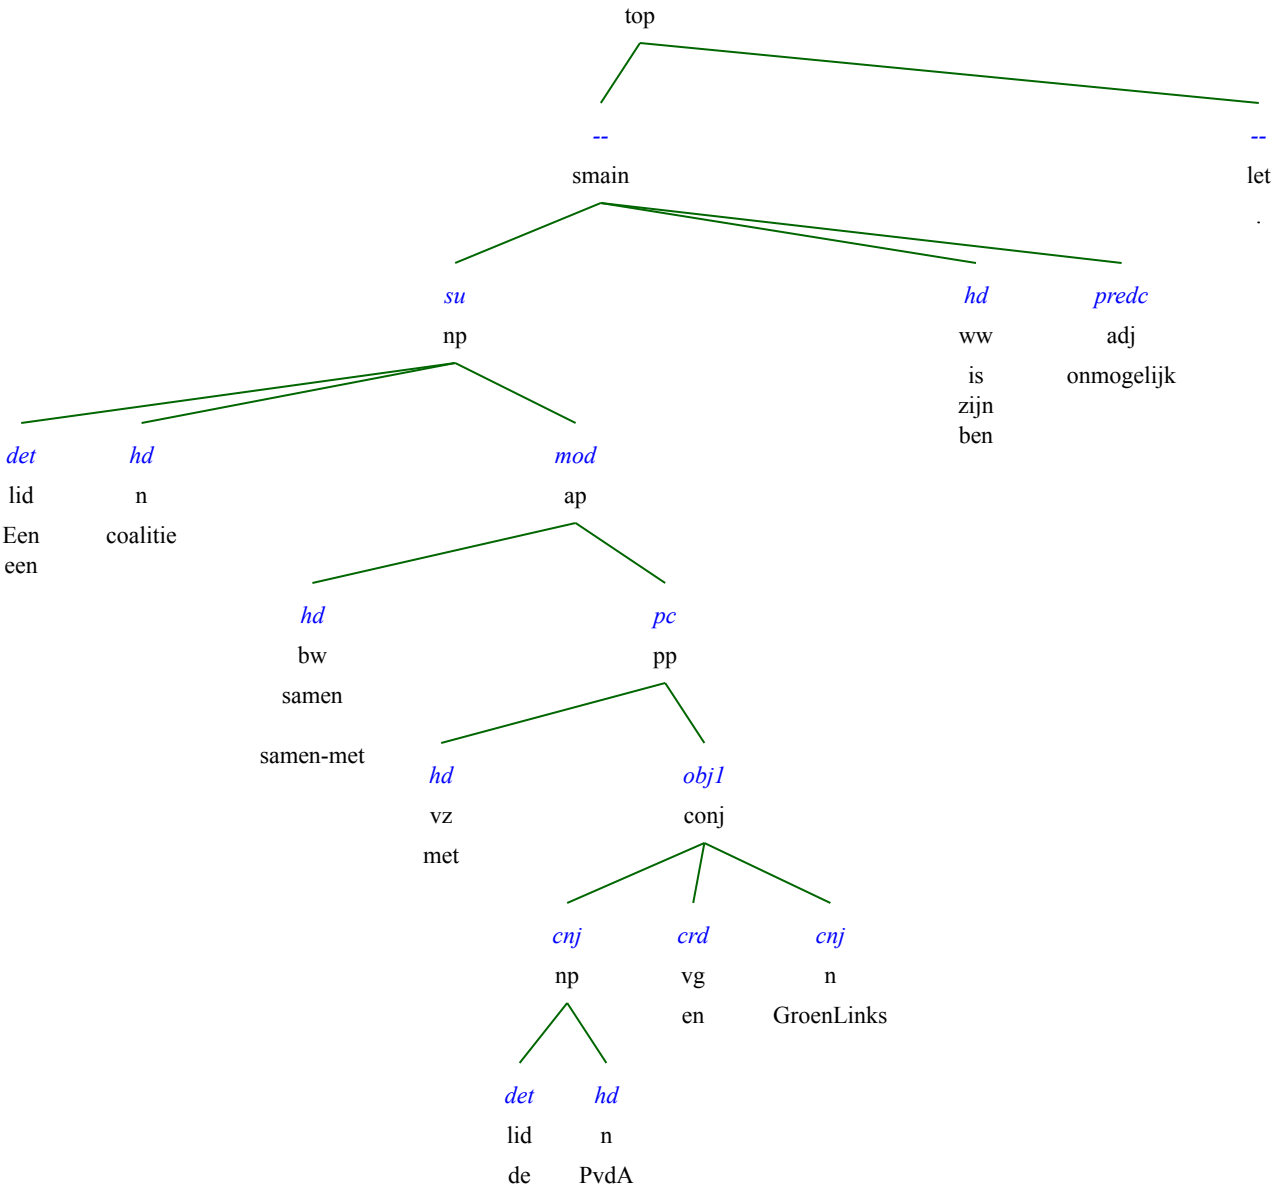 top
-- --
smain let
.
su hd predc
np ww adj
is onmogelijk
zijn
ben
det hd mod
lid n ap
Een coalitie
een
hd pc
bw pp
samen
samen-met
hd obj1
vz conj
met
cnj crd cnj
np vg n
en GroenLinks
det hd
lid n
de PvdA